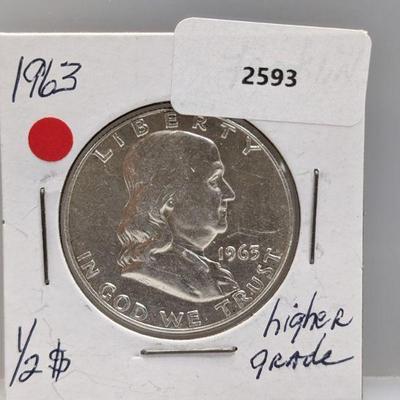 1963
2593
LIBERTY
1963
IN GOD WE TRUST
1/2$
higher
grade